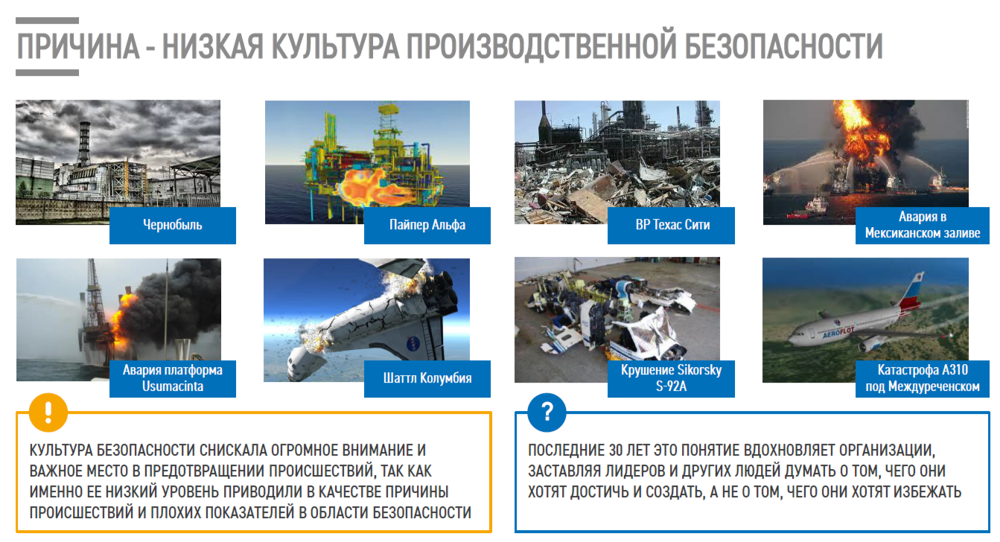 ПРИЧИНА - НИЗКАЯ КУЛЬТУРА ПРОИЗВОДСТВЕННОЙ БЕЗОПАСНОСТИ
Чернобыль
Пайпер Альфа
BP Техас Сити
Авария в
Мексиканском заливе
Авария платформа
Usumacinta
Шаттл Колумбия
Крушение Sikorsky
S-92A
AEROFLOT
Катастрофа А310
под Междуреченском
!
КУЛЬТУРА БЕЗОПАСНОСТИ СНИСКАЛА ОГРОМНОЕ ВНИМАНИЕ И
ВАЖНОЕ МЕСТО В ПРЕДОТВРАЩЕНИИ ПРОИСШЕСТВИЙ, ТАК КАК
ИМЕННО ЕЕ НИЗКИЙ УРОВЕНЬ ПРИВОДИЛИ В КАЧЕСТВЕ ПРИЧИНЫ
ПРОИСШЕСТВИЙ И ПЛОХИХ ПОКАЗАТЕЛЕЙ В ОБЛАСТИ БЕЗОПАСНОСТИ
?
ПОСЛЕДНИЕ 30 ЛЕТ ЭТО ПОНЯТИЕ ВДОХНОВЛЯЕТ ОРГАНИЗАЦИИ,
ЗАСТАВЛЯЯ ЛИДЕРОВ И ДРУГИХ ЛЮДЕЙ ДУМАТЬ О ТОМ, ЧЕГО ОНИ
ХОТЯТ ДОСТИЧЬ И СОЗДАТЬ, А НЕ О ТОМ, ЧЕГО ОНИ ХОТЯТ ИЗБЕЖАТЬ